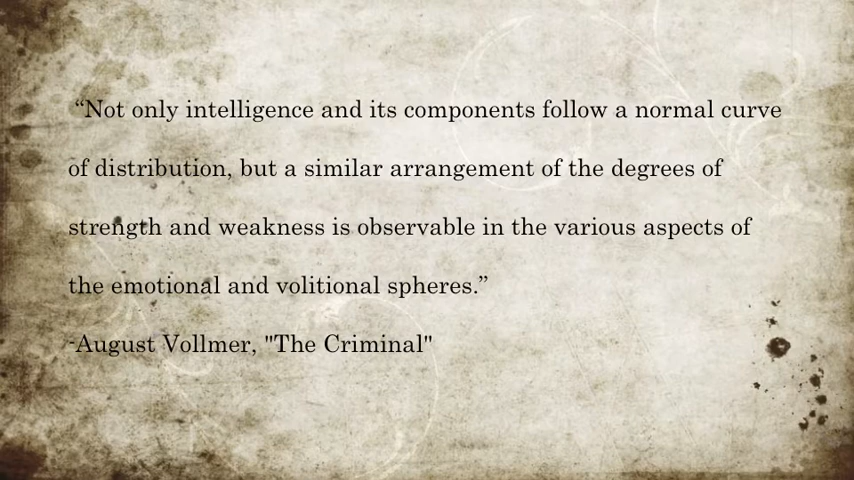 “Not only intelligence and its components follow a normal curve
of distribution, but a similar arrangement of the degrees of
strength and weakness is observable in the various aspects of
the emotional and volitional spheres.”
-August Vollmer, "The Criminal"